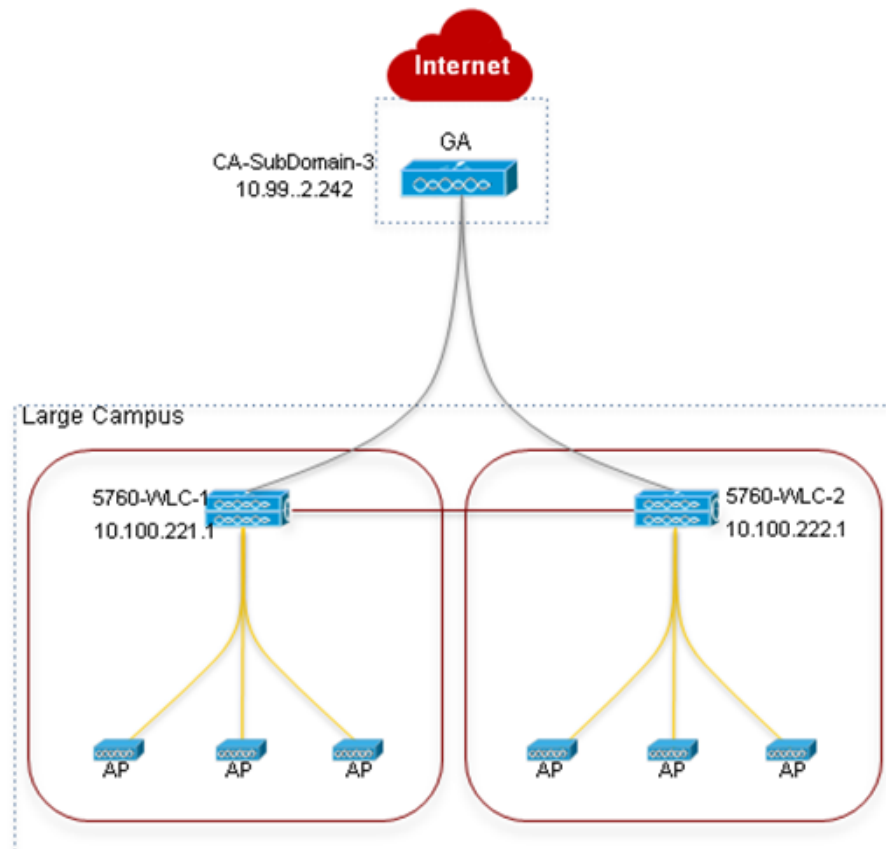 Internet
GA
CA-SubDomain-3
10.99..2.242
Large Campus
5760-WLC-1
10.100.221.1
5760-WLC-2
10.100.222.1
AP
AP
AP
AP
AP
AP